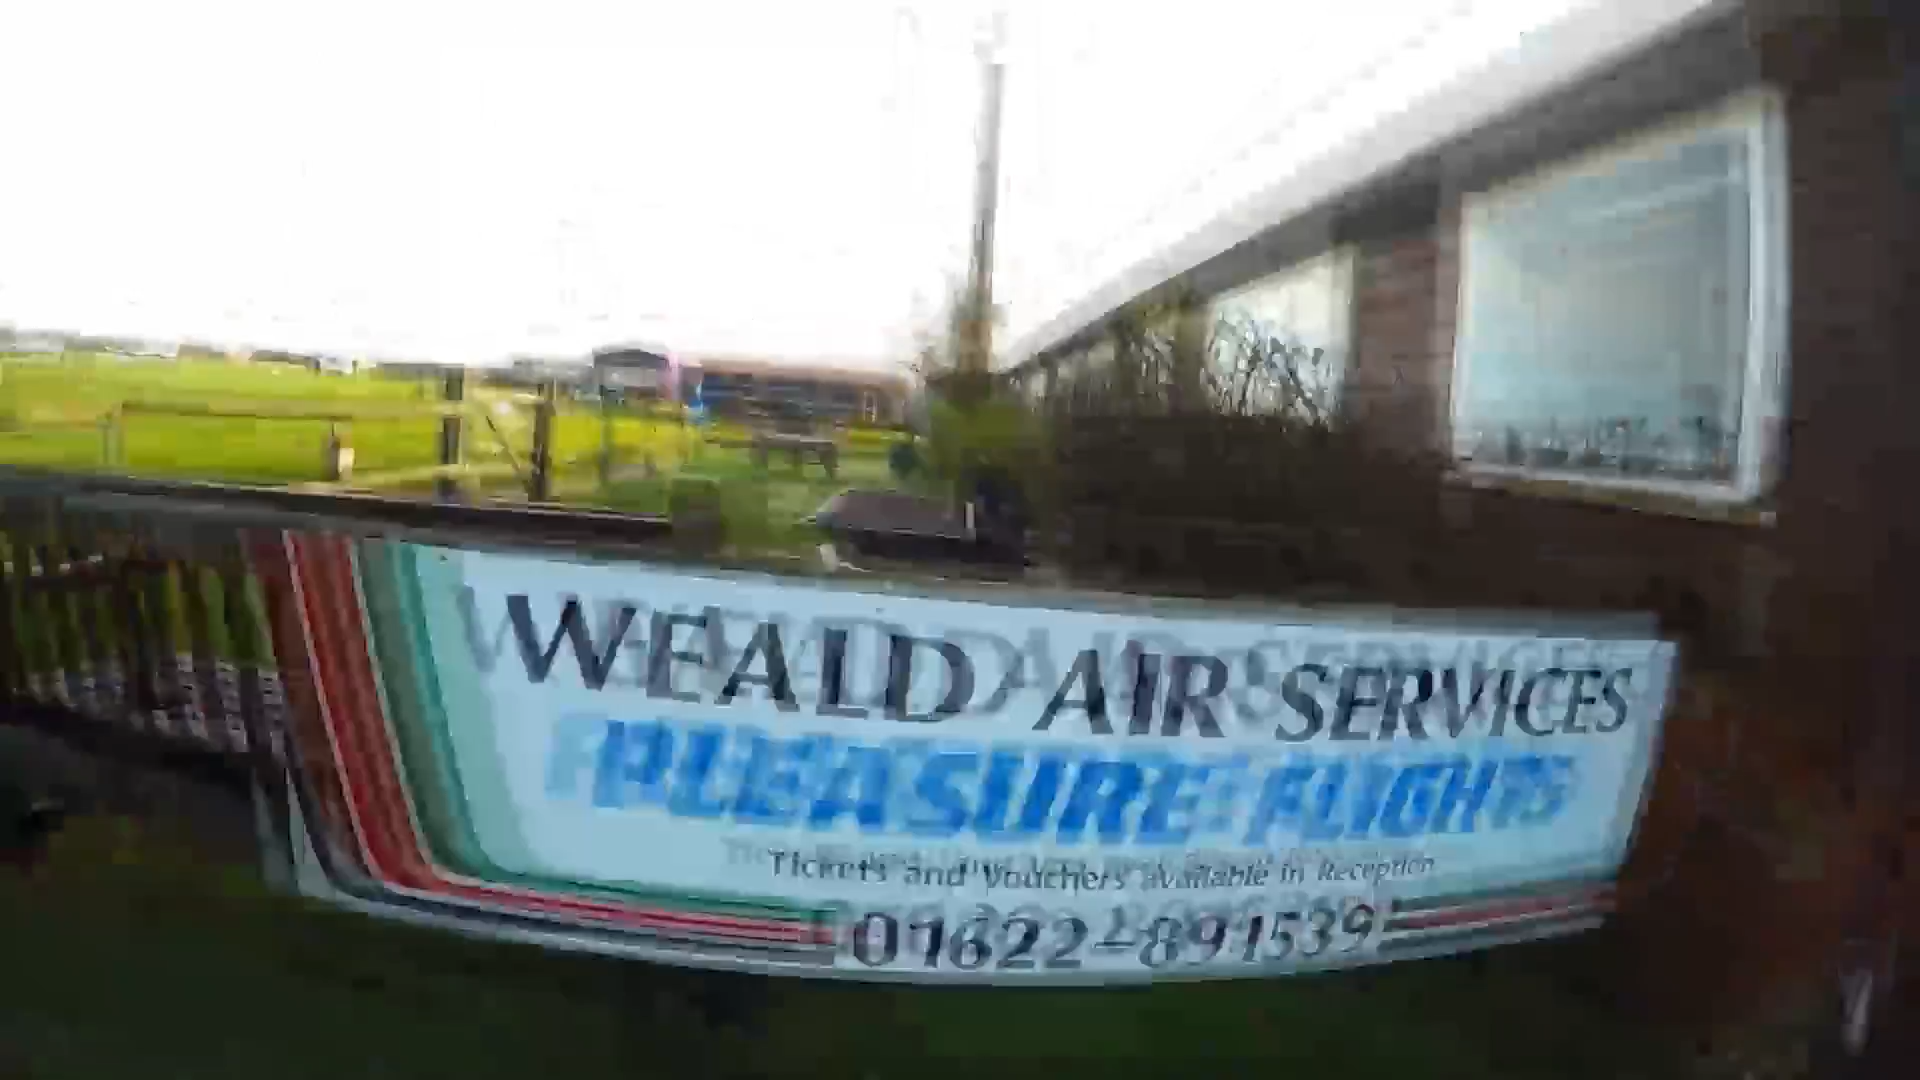 WEALD AIR SERVICES
PLEASURE FLIGHTS
Tickets and Vouchers available in Reception
01622-891539